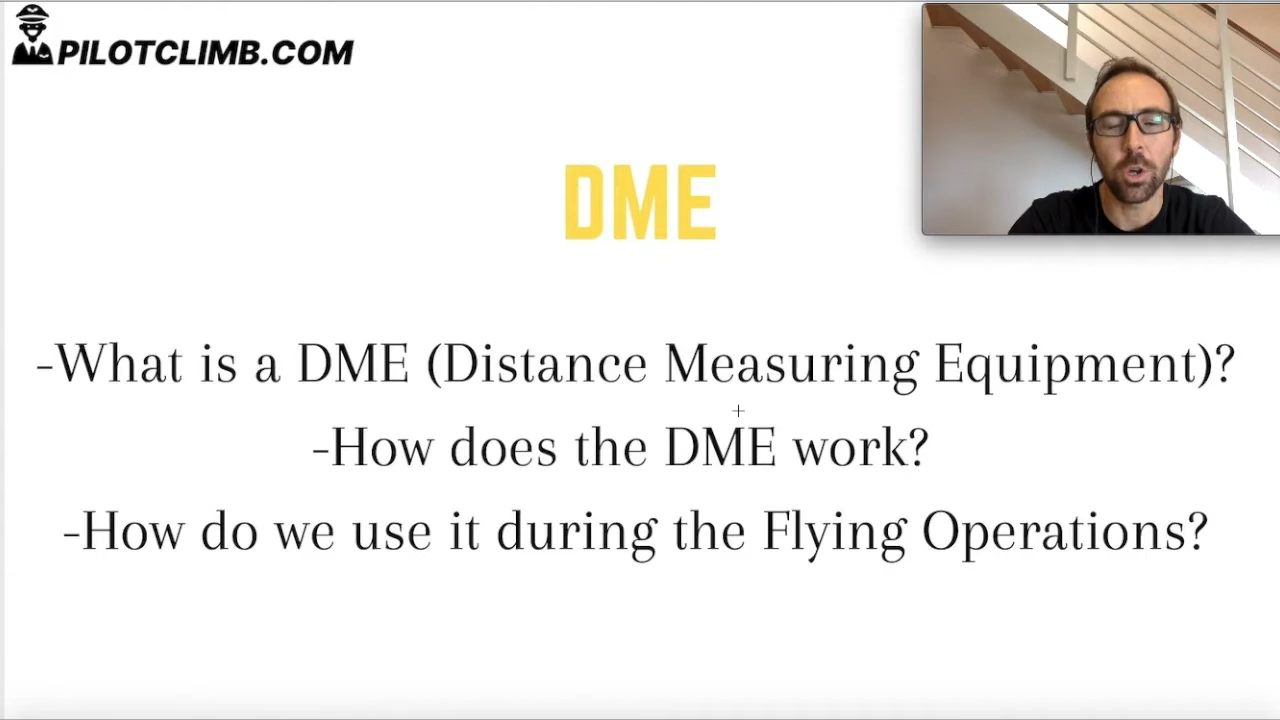 PILOTCLIMB.COM
DME
-What is a DME (Distance Measuring Equipment)?
-How does the DME work?
-How do we use it during the Flying Operations?